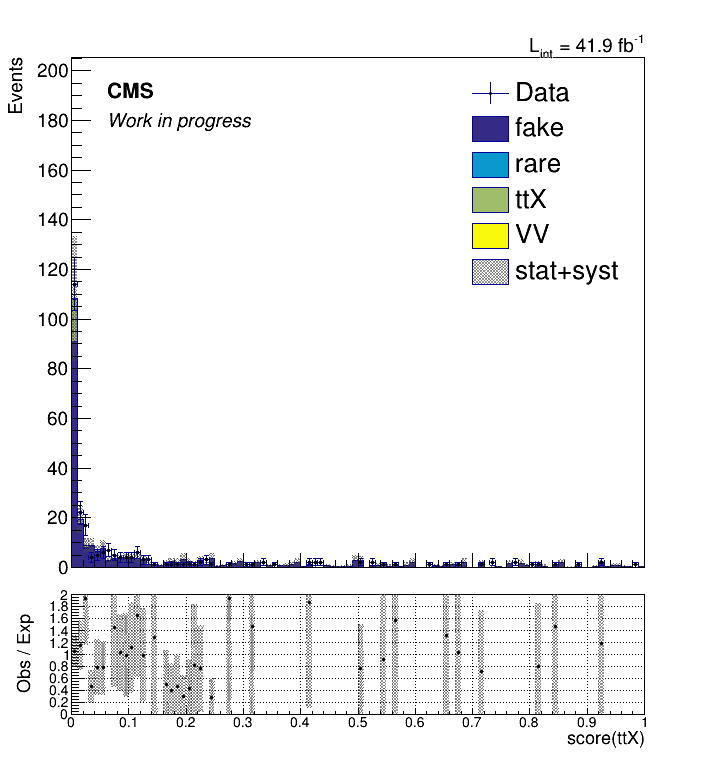 L_int = 41.9 fb^-1
Events
200
180
160
140
120
100
80
60
40
20
0
CMS
Work in progress
Data
fake
rare
ttX
VV
stat+syst
Obs / Exp
2
1.8
1.6
1.4
1.2
1
0.8
0.6
0.4
0.2
0
0 0.1 0.2 0.3 0.4 0.5 0.6 0.7 0.8 0.9 1
score(ttX)